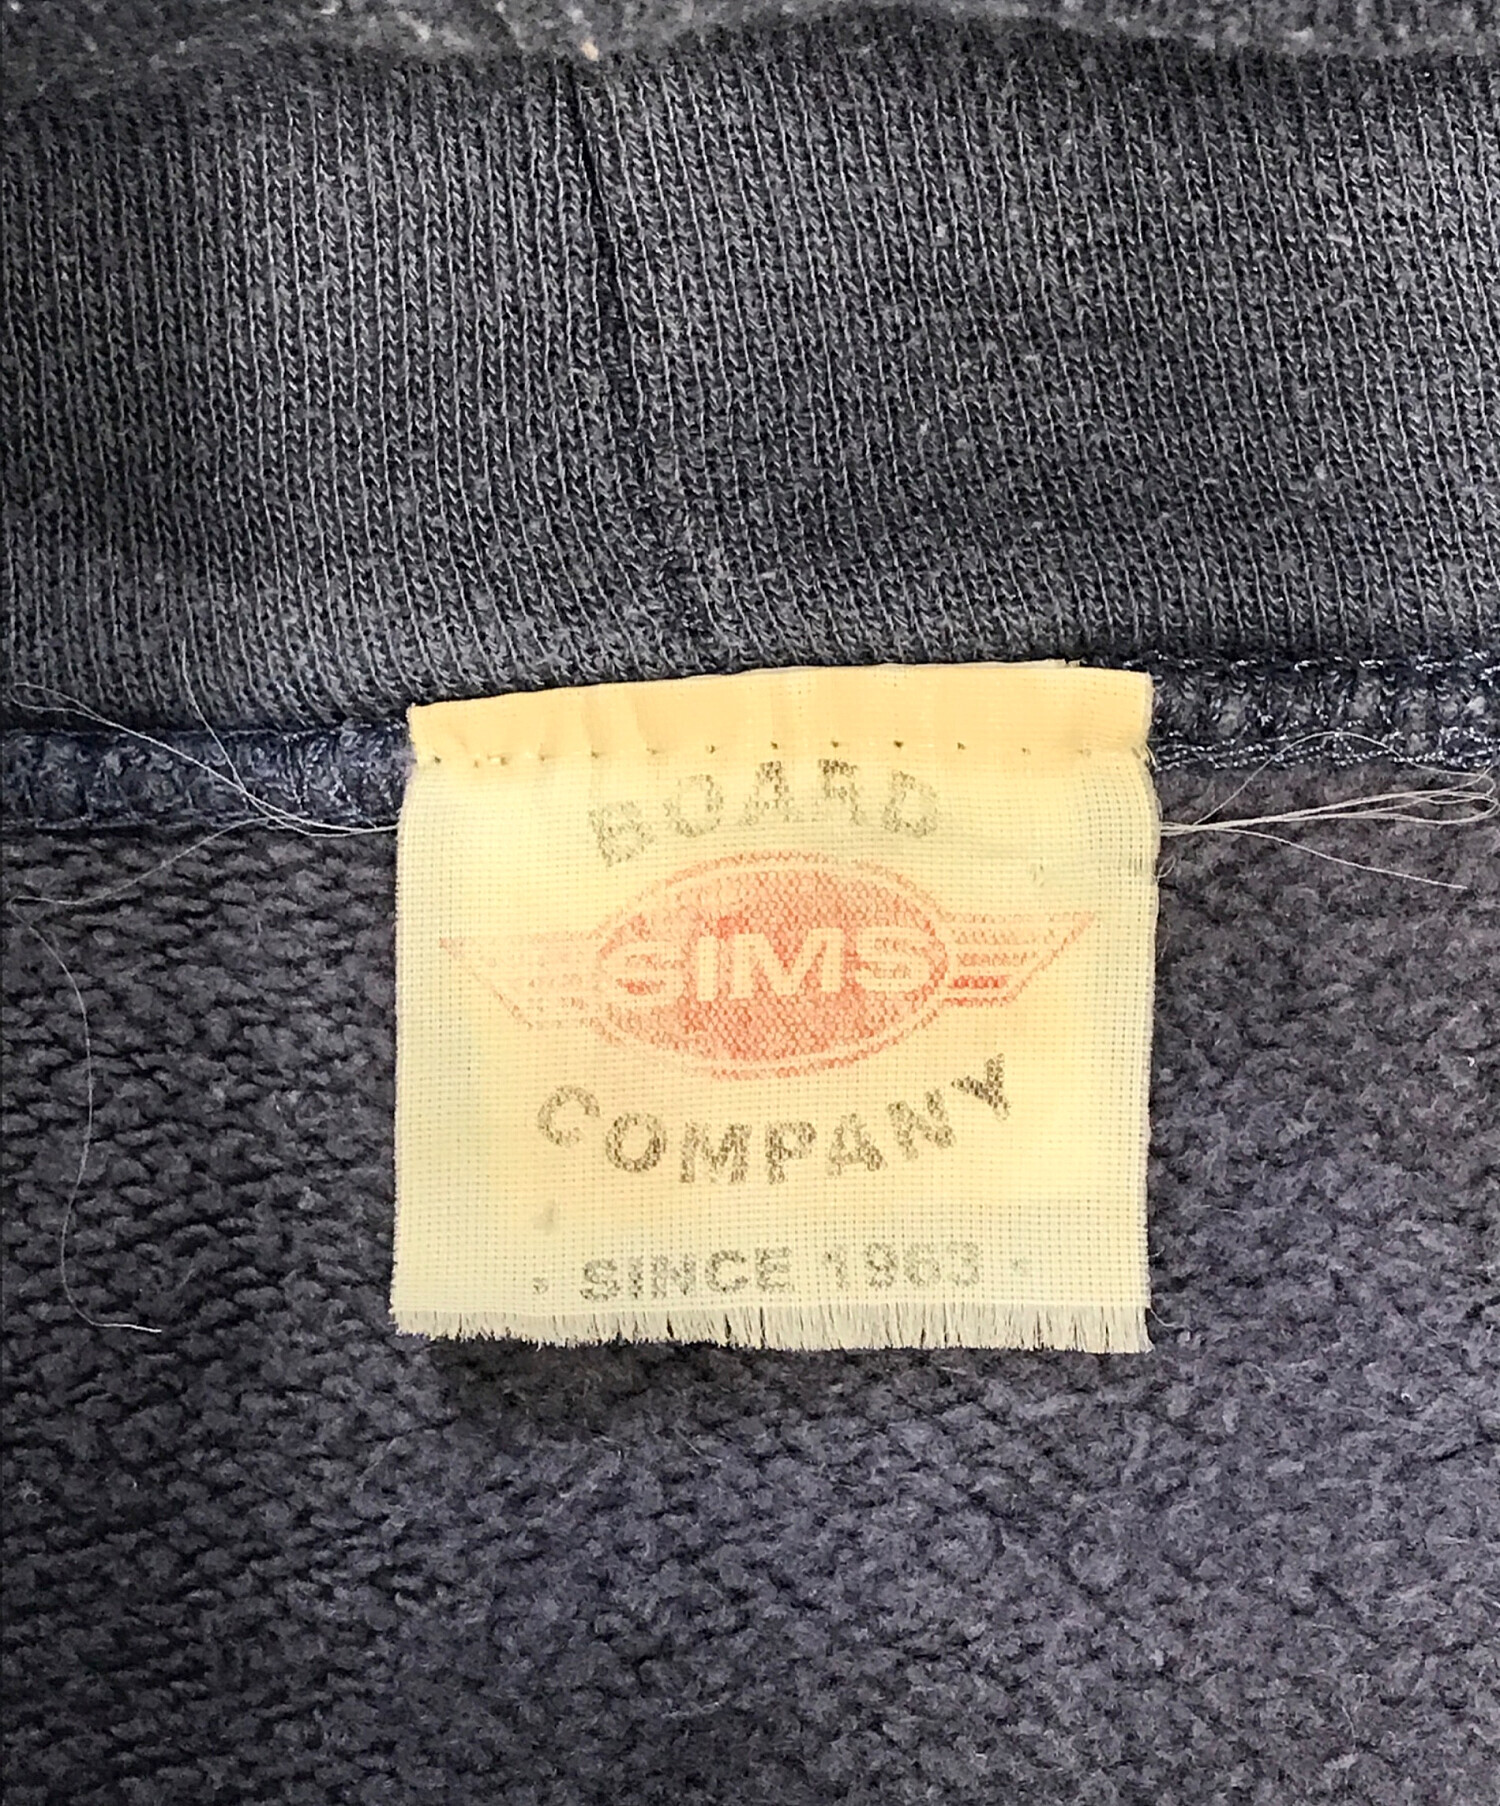 BOARD
SIMS
COMPANY
· SINCE 1963 ·